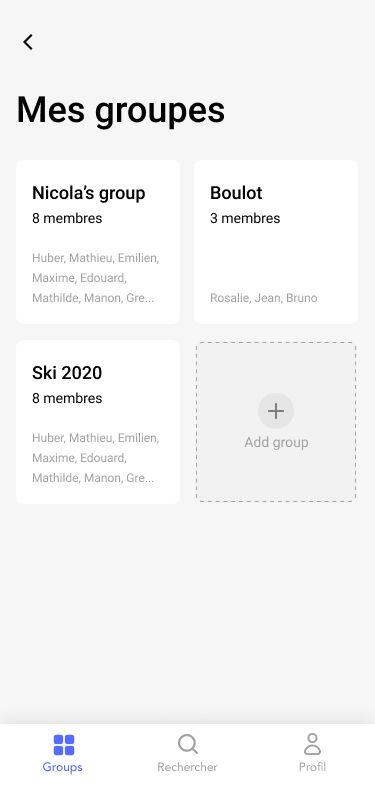 Mes groupes
Nicola's group
8 membres
Huber, Mathieu, Emilien,
Maxime, Edouard,
Mathilde, Manon, Gre...
Boulot
3 membres
Rosalie, Jean, Bruno
Ski 2020
8 membres
Huber, Mathieu, Emilien,
Maxime, Edouard,
Mathilde, Manon, Gre...
Add group
Groups
Rechercher
Profil